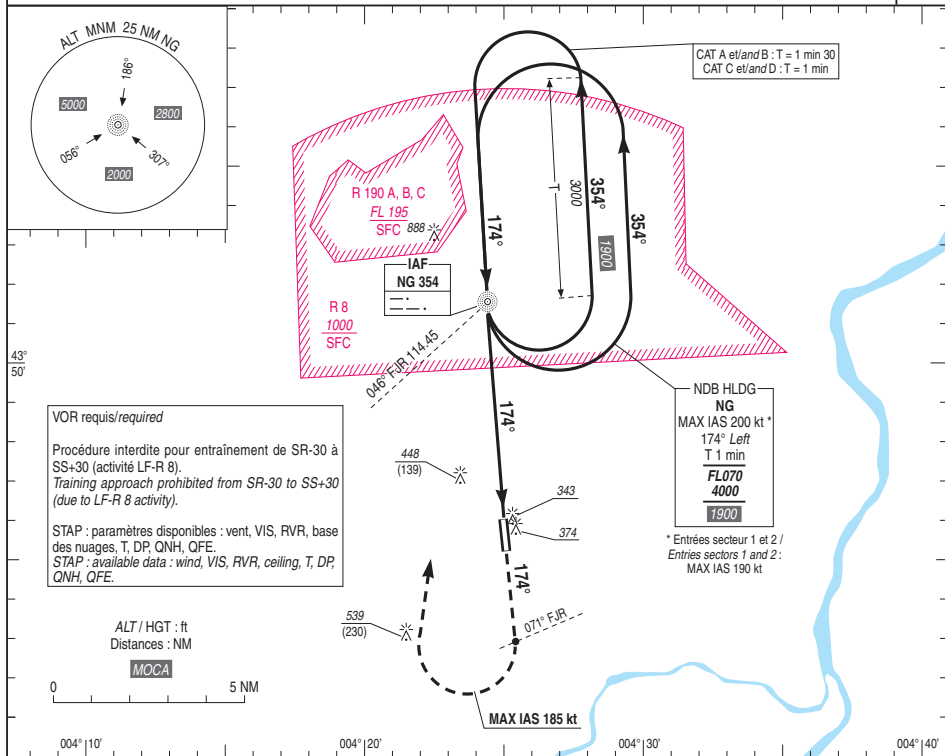 ALT MNM 25 NM NG
186°
5000
2800
056°
307°
2000
CAT A et/and B : T = 1 min 30
CAT C et/and D : T = 1 min
R 190 A, B, C
FL 195
SFC
888
174°
T
3000
354°
354°
1900
IAF
NG 354
R 8
1000
SFC
046° FJR 114.45
43°
50'
NDB HLDG
NG
MAX IAS 200 kt *
174° Left
T 1 min
FL070
4000
1900
* Entrées secteur 1 et 2 /
Entries sectors 1 and 2 :
MAX IAS 190 kt
174°
VOR requis/required
Procédure interdite pour entraînement de SR-30 à
SS+30 (activité LF-R 8).
Training approach prohibited from SR-30 to SS+30
(due to LF-R 8 activity).
STAP : paramètres disponibles : vent, VIS, RVR, base
des nuages, T, DP, QNH, QFE.
STAP : available data : wind, VIS, RVR, ceiling, T, DP,
QNH, QFE.
448
(139)
343
374
174°
539
(230)
071° FJR
ALT / HGT : ft
Distances : NM
MOCA
0
5 NM
MAX IAS 185 kt
004° 10'
004° 20'
004° 30'
004° 40'